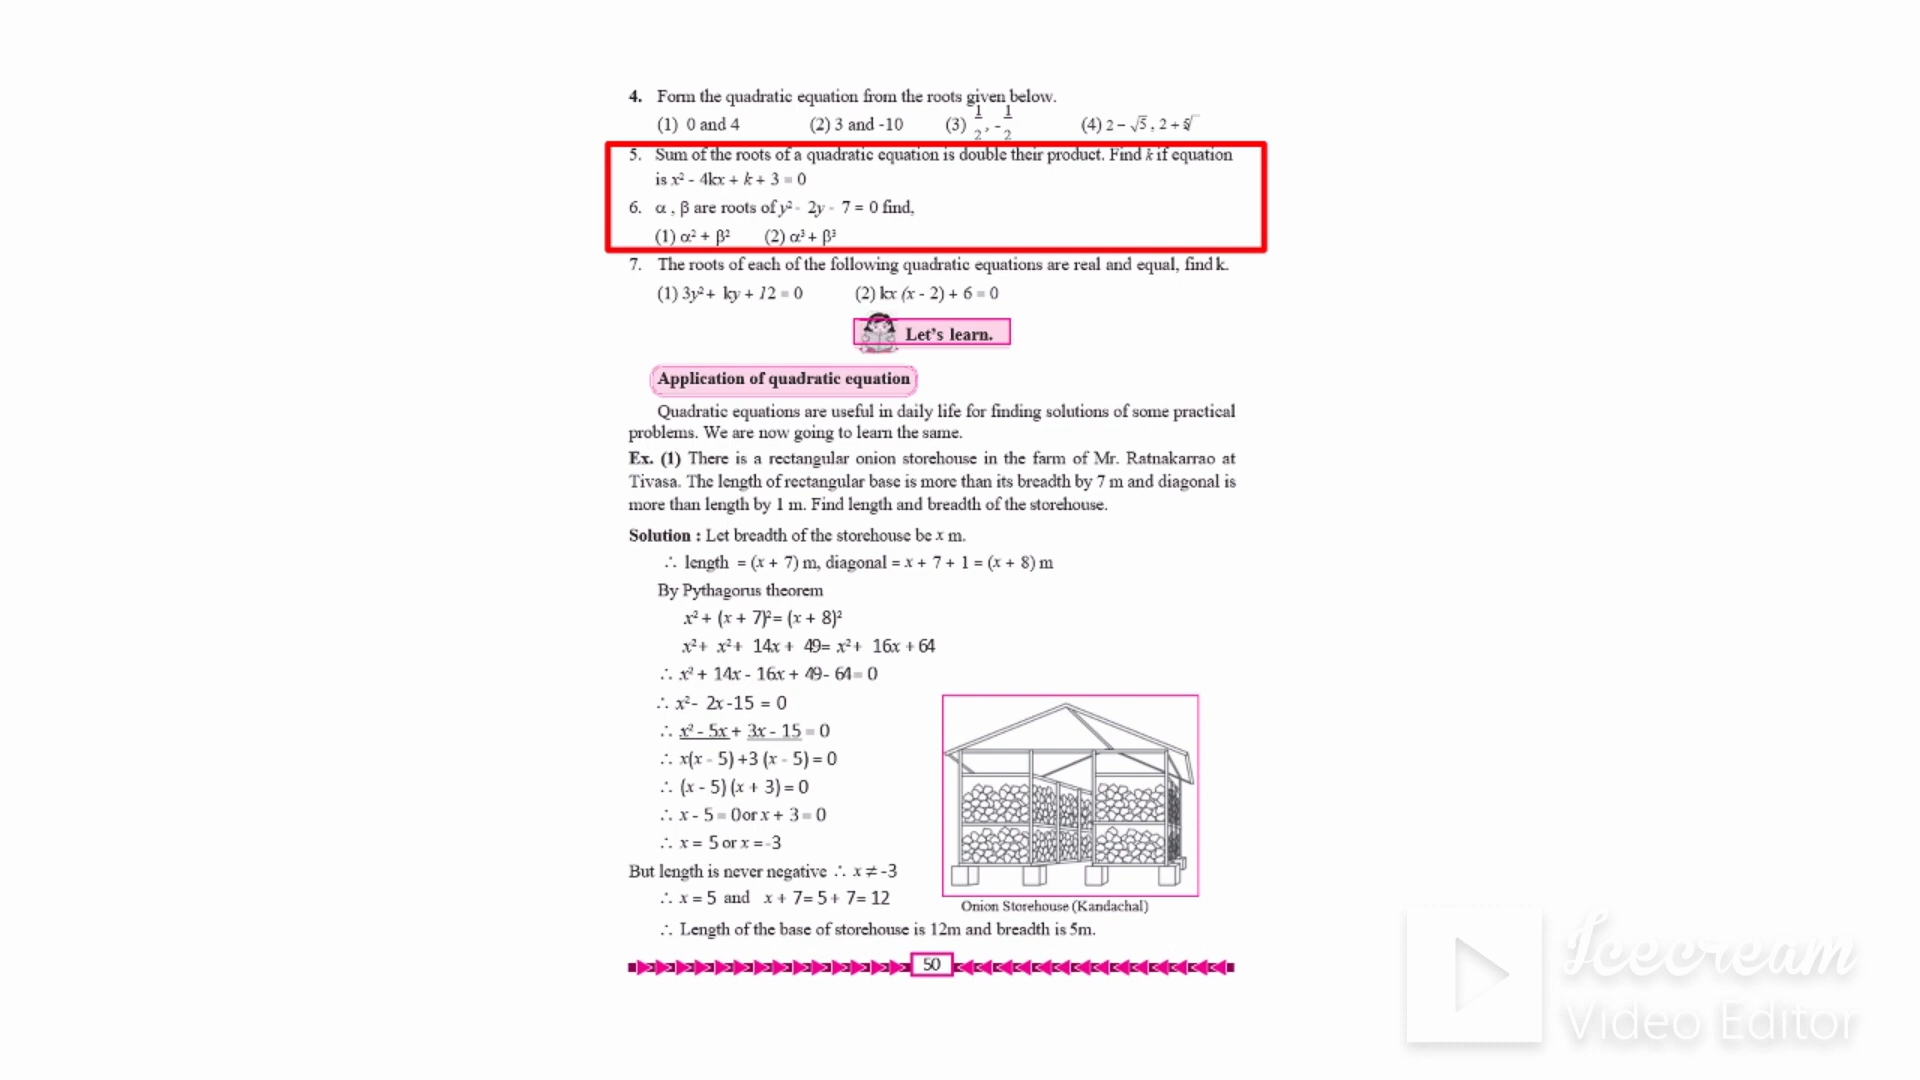 4. Form the quadratic equation from the roots given below.
(1) 0 and 4 (2) 3 and -10 (3) 1/2 , - 1/2 (4) 2 – √5 , 2 + √5
5. Sum of the roots of a quadratic equation is double their product. Find k if equation
is x² - 4kx + k + 3 = 0
6. α , β are roots of y² - 2y - 7 = 0 find,
(1) α² + β² (2) α³ + β³
7. The roots of each of the following quadratic equations are real and equal, find k.
(1) 3y² + ky + 12 = 0 (2) kx (x - 2) + 6 = 0
Let's learn.
Application of quadratic equation
Quadratic equations are useful in daily life for finding solutions of some practical
problems. We are now going to learn the same.
Ex. (1) There is a rectangular onion storehouse in the farm of Mr. Ratnakarrao at
Tivasa. The length of rectangular base is more than its breadth by 7 m and diagonal is
more than length by 1 m. Find length and breadth of the storehouse.
Solution : Let breadth of the storehouse be x m.
∴ length = (x + 7) m, diagonal = x + 7 + 1 = (x + 8) m
By Pythagorus theorem
x² + (x + 7)² = (x + 8)²
x² + x² + 14x + 49 = x² + 16x + 64
∴ x² + 14x - 16x + 49 - 64 = 0
∴ x² - 2x - 15 = 0
∴ x² - 5x + 3x - 15 = 0
∴ x(x - 5) +3 (x - 5) = 0
∴ (x - 5) (x + 3) = 0
∴ x - 5 = 0 or x + 3 = 0
∴ x = 5 or x = -3
But length is never negative ∴ x ≠ -3
∴ x = 5 and x + 7 = 5 + 7 = 12
Onion Storehouse (Kandachal)
∴ Length of the base of storehouse is 12m and breadth is 5m.
50
Icecream
Video Editor